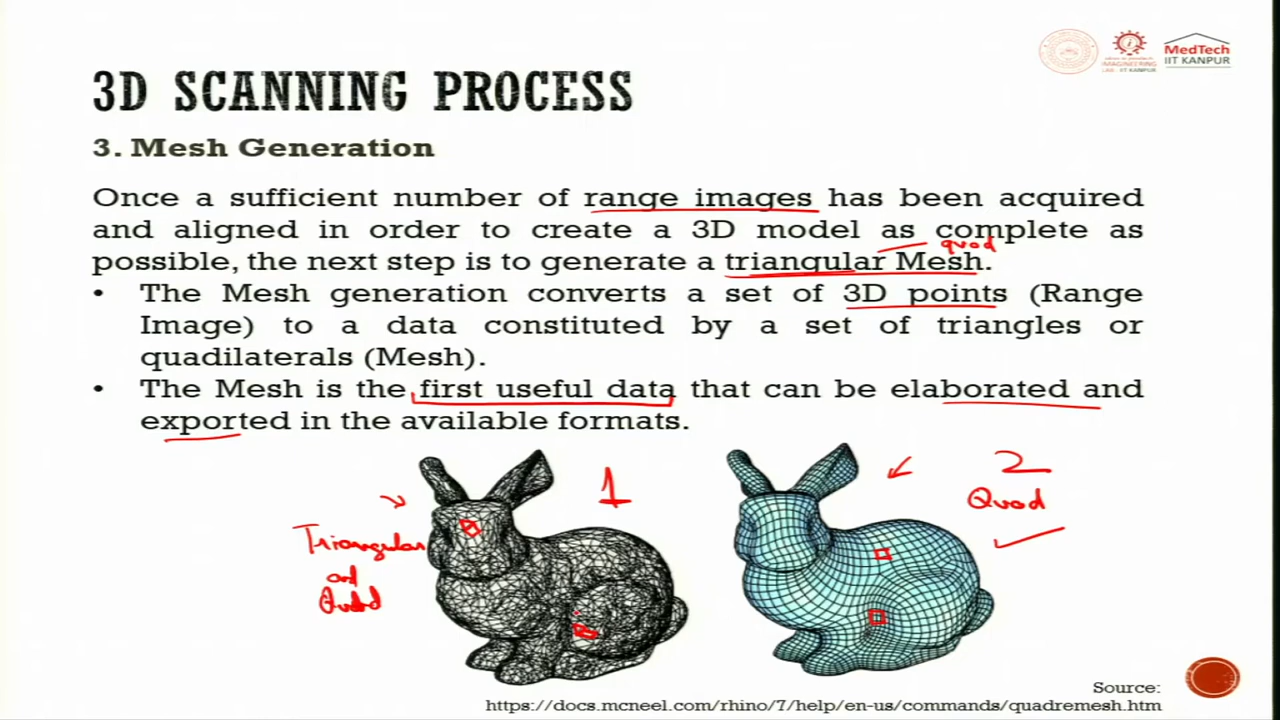 MedTech
IIT KANPUR
IMAGINEERING
LAB : IIT KANPUR
3D SCANNING PROCESS
3. Mesh Generation
Once a sufficient number of range images has been acquired
and aligned in order to create a 3D model as complete as
quad
possible, the next step is to generate a triangular Mesh.
• The Mesh generation converts a set of 3D points (Range
Image) to a data constituted by a set of triangles or
quadilaterals (Mesh).
• The Mesh is the first useful data that can be elaborated and
exported in the available formats.
1
2
Quad
Triangular
and
Quad
Source:
https://docs.mcneel.com/rhino/7/help/en-us/commands/quadremesh.htm